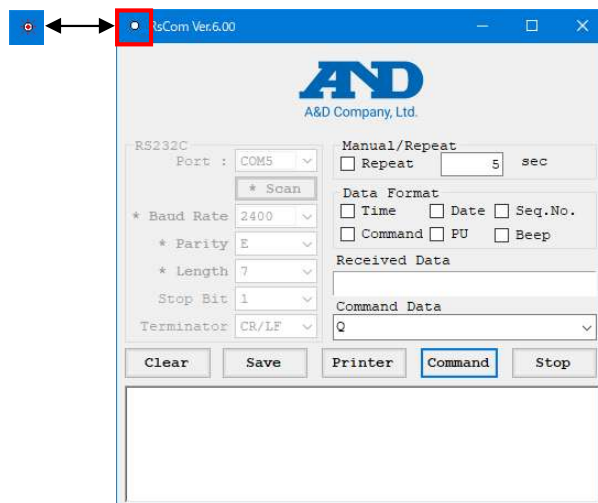 RsCom Ver.6.00
AND
A&D Company, Ltd.
RS232C
Port : COM5
* Scan
* Baud Rate 2400
* Parity E
* Length 7
Stop Bit 1
Terminator CR/LF
Manual/Repeat
Repeat 5 sec
Data Format
Time Date Seq.No.
Command PU Beep
Received Data
Command Data
Q
Clear Save Printer Command Stop